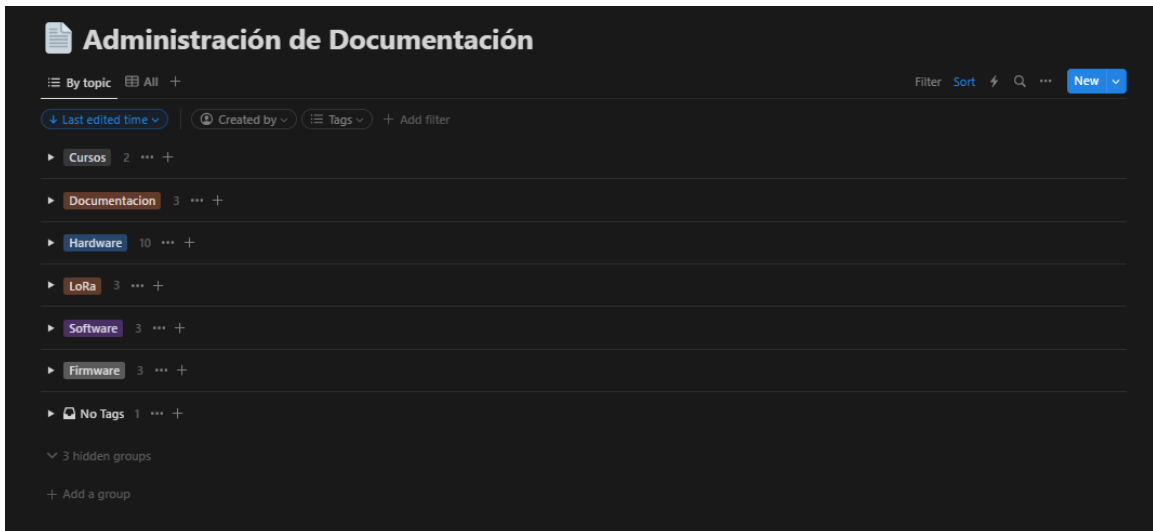 Administración de Documentación
By topic All Filter Sort New
Last edited time Created by Tags + Add filter
Cursos 2
Documentacion 3
Hardware 10
LoRa 3
Software 3
Firmware 3
No Tags 1
3 hidden groups
+ Add a group